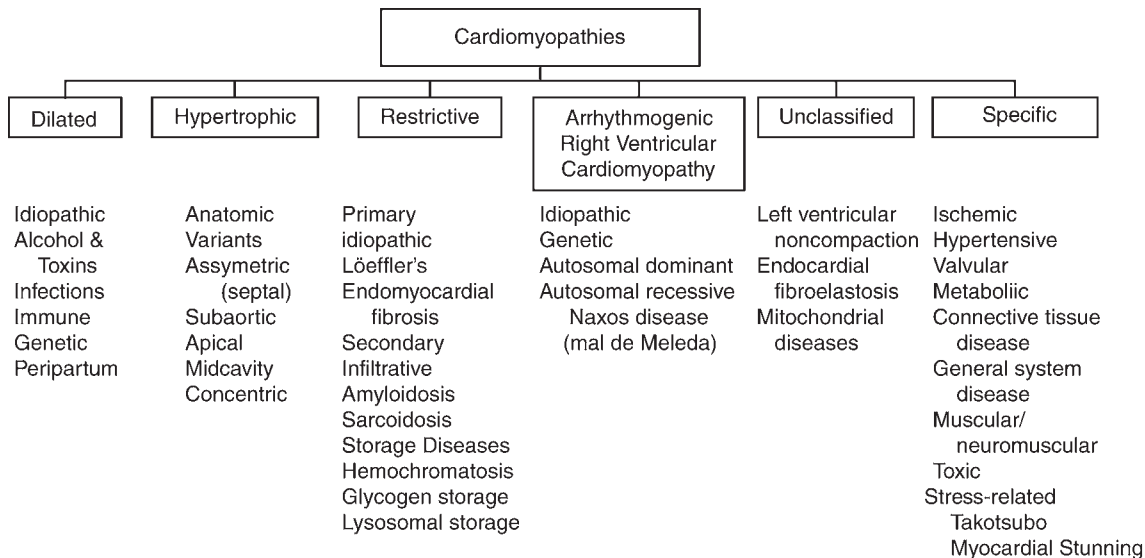 Cardiomyopathies
Dilated
Idiopathic
Alcohol &
Toxins
Infections
Immune
Genetic
Peripartum
Hypertrophic
Anatomic
Variants
Assymetric
(septal)
Subaortic
Apical
Midcavity
Concentric
Restrictive
Primary
idiopathic
Löeffler's
Endomyocardial
fibrosis
Secondary
Infiltrative
Amyloidosis
Sarcoidosis
Storage Diseases
Hemochromatosis
Glycogen storage
Lysosomal storage
Arrhythmogenic
Right Ventricular
Cardiomyopathy
Idiopathic
Genetic
Autosomal dominant
Autosomal recessive
Naxos disease
(mal de Meleda)
Unclassified
Left ventricular
noncompaction
Endocardial
fibroelastosis
Mitochondrial
diseases
Specific
Ischemic
Hypertensive
Valvular
Metaboliic
Connective tissue
disease
General system
disease
Muscular/
neuromuscular
Toxic
Stress-related
Takotsubo
Myocardial Stunning